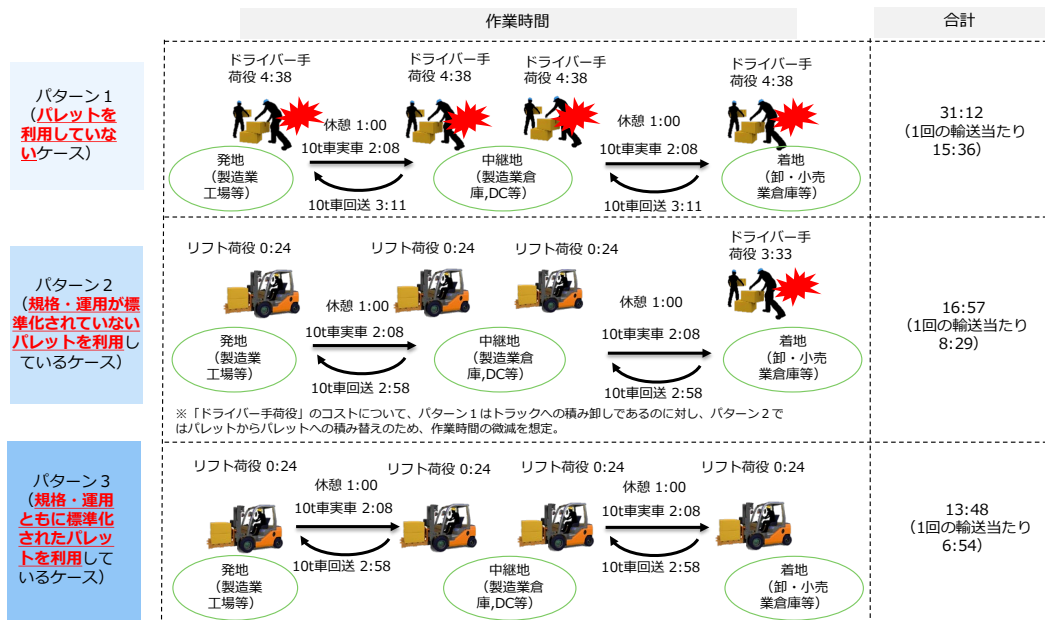 作業時間
合計
パターン1
(パレットを
利用していな
いケース)
ドライバー手
荷役 4:38
ドライバー手
荷役 4:38
ドライバー手
荷役 4:38
ドライバー手
荷役 4:38
休憩 1:00
10t車実車 2:08
10t車回送 3:11
休憩 1:00
10t車実車 2:08
10t車回送 3:11
発地
(製造業
工場等)
中継地
(製造業倉
庫,DC等)
着地
(卸・小売
業倉庫等)
31:12
(1回の輸送当たり
15:36)
パターン2
(規格・運用が標
準化されていない
パレットを利用し
ているケース)
リフト荷役 0:24
リフト荷役 0:24
リフト荷役 0:24
ドライバー手
荷役 3:33
休憩 1:00
10t車実車 2:08
10t車回送 2:58
休憩 1:00
10t車実車 2:08
10t車回送 2:58
発地
(製造業
工場等)
中継地
(製造業倉
庫,DC等)
着地
(卸・小売
業倉庫等)
16:57
(1回の輸送当たり
8:29)
※「ドライバー手荷役」のコストについて、パターン1はトラックへの積み卸しであるのに対し、パターン2で
はパレットからパレットへの積み替えのため、作業時間の微減を想定。
パターン3
(規格・運用
ともに標準化
されたパレッ
トを利用して
いるケース)
リフト荷役 0:24
リフト荷役 0:24
リフト荷役 0:24
リフト荷役 0:24
休憩 1:00
10t車実車 2:08
10t車回送 2:58
休憩 1:00
10t車実車 2:08
10t車回送 2:58
発地
(製造業
工場等)
中継地
(製造業倉
庫,DC等)
着地
(卸・小売
業倉庫等)
13:48
(1回の輸送当たり
6:54)